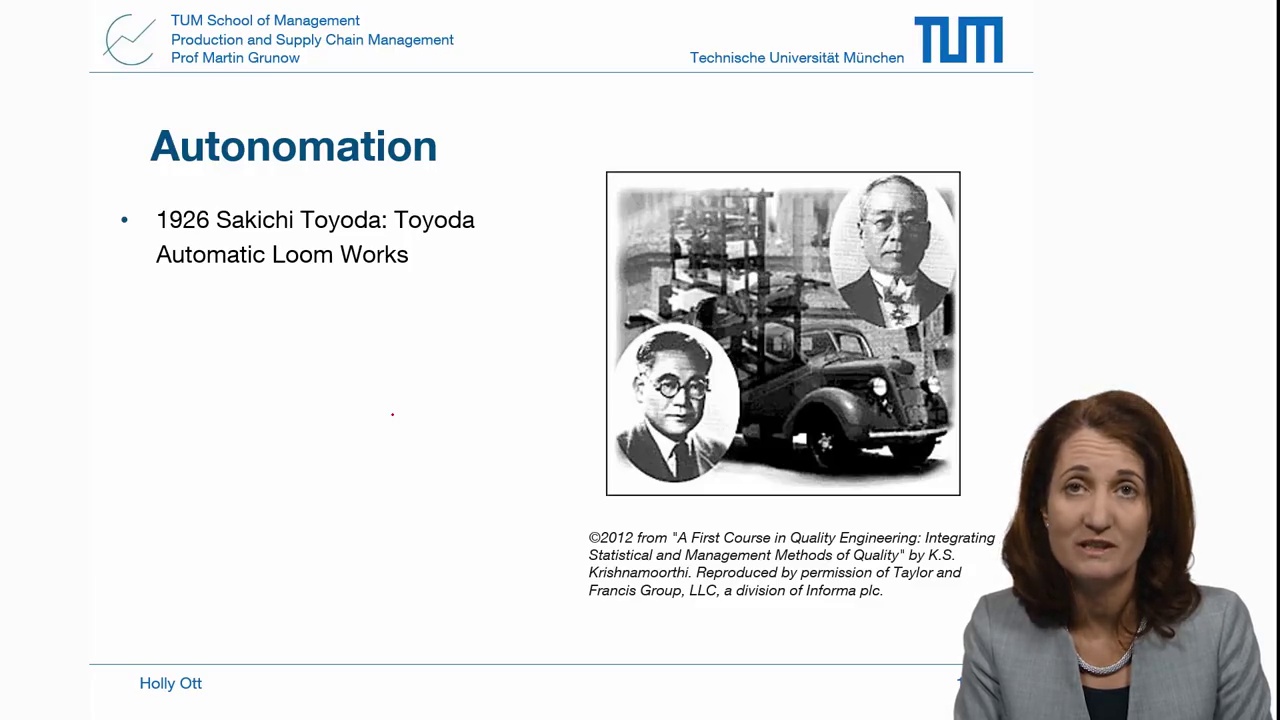 TUM School of Management
Production and Supply Chain Management
Prof Martin Grunow
Technische Universität München
TUM
Autonomation
• 1926 Sakichi Toyoda: Toyoda
Automatic Loom Works
©2012 from "A First Course in Quality Engineering: Integrating
Statistical and Management Methods of Quality" by K.S.
Krishnamoorthi. Reproduced by permission of Taylor and
Francis Group, LLC, a division of Informa plc.
Holly Ott